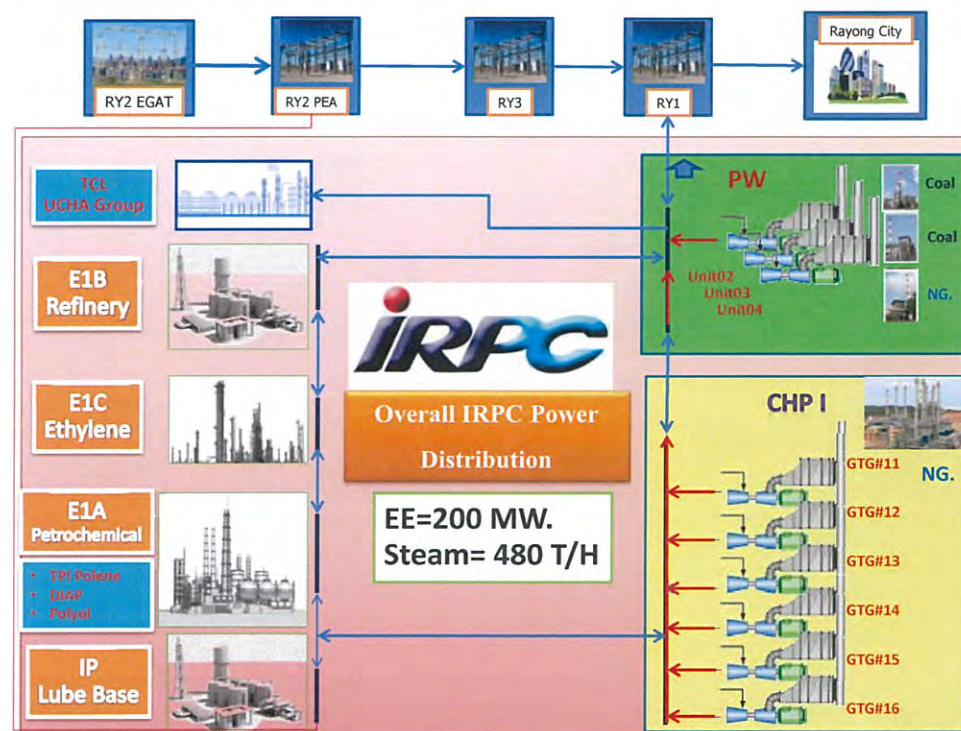 RY2 EGAT
RY2 PEA
RY3
RY1
Rayong City
TCL
UCHA Group
E1B
Refinery
E1C
Ethylene
E1A
Petrochemical
• TPI Polene
• DIAP
• Polyol
IP
Lube Base
iRPC
Overall IRPC Power
Distribution
EE=200 MW.
Steam= 480 T/H
PW
Coal
Coal
NG.
Unit02
Unit03
Unit04
CHP I
NG.
GTG#11
GTG#12
GTG#13
GTG#14
GTG#15
GTG#16